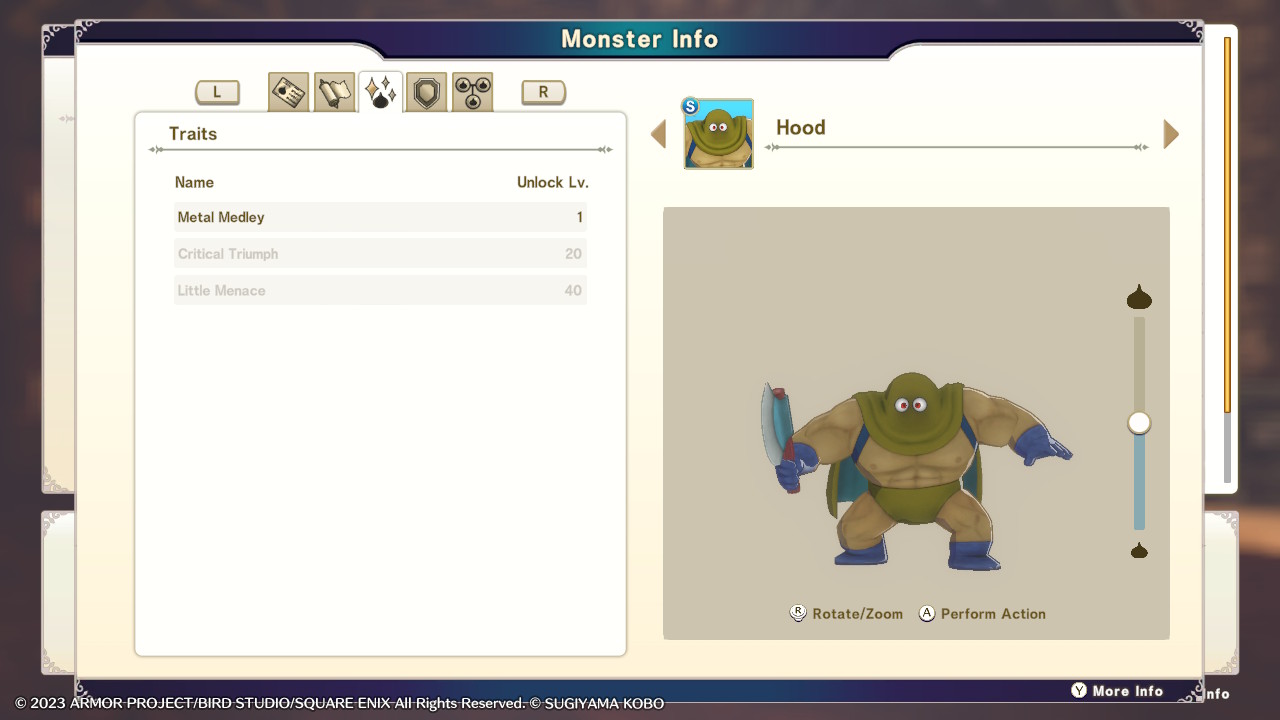 Monster Info
L
R
Traits
Name Unlock Lv.
Metal Medley 1
Critical Triumph 20
Little Menace 40
S
Hood
R Rotate/Zoom A Perform Action
Y More Info
nfo
© 2023 ARMOR PROJECT/BIRD STUDIO/SQUARE ENIX All Rights Reserved. © SUGIYAMA KOBO